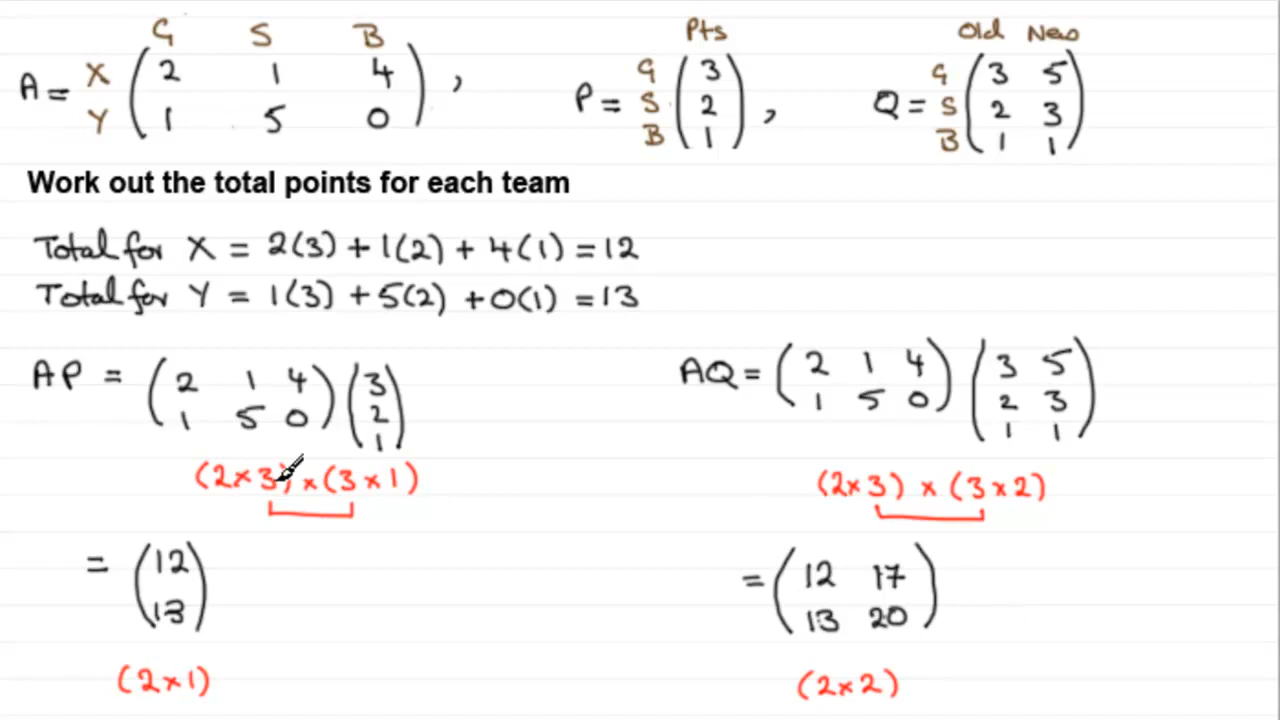 G S B Pts Old New
A = X ( 2 1 4 ) , P = G ( 3 ) , Q = G ( 3 5 )
Y ( 1 5 0 ) S ( 2 ) S ( 2 3 )
B ( 1 ) B ( 1 1 )
Work out the total points for each team
Total for X = 2(3) + 1(2) + 4(1) = 12
Total for Y = 1(3) + 5(2) + 0(1) = 13
AP = ( 2 1 4 ) ( 3 ) AQ = ( 2 1 4 ) ( 3 5 )
( 1 5 0 ) ( 2 ) ( 1 5 0 ) ( 2 3 )
( 1 ) ( 1 1 )
(2 × 3) × (3 × 1) (2 × 3) × (3 × 2)
= ( 12 ) = ( 12 17 )
( 13 ) ( 13 20 )
(2 × 1) (2 × 2)